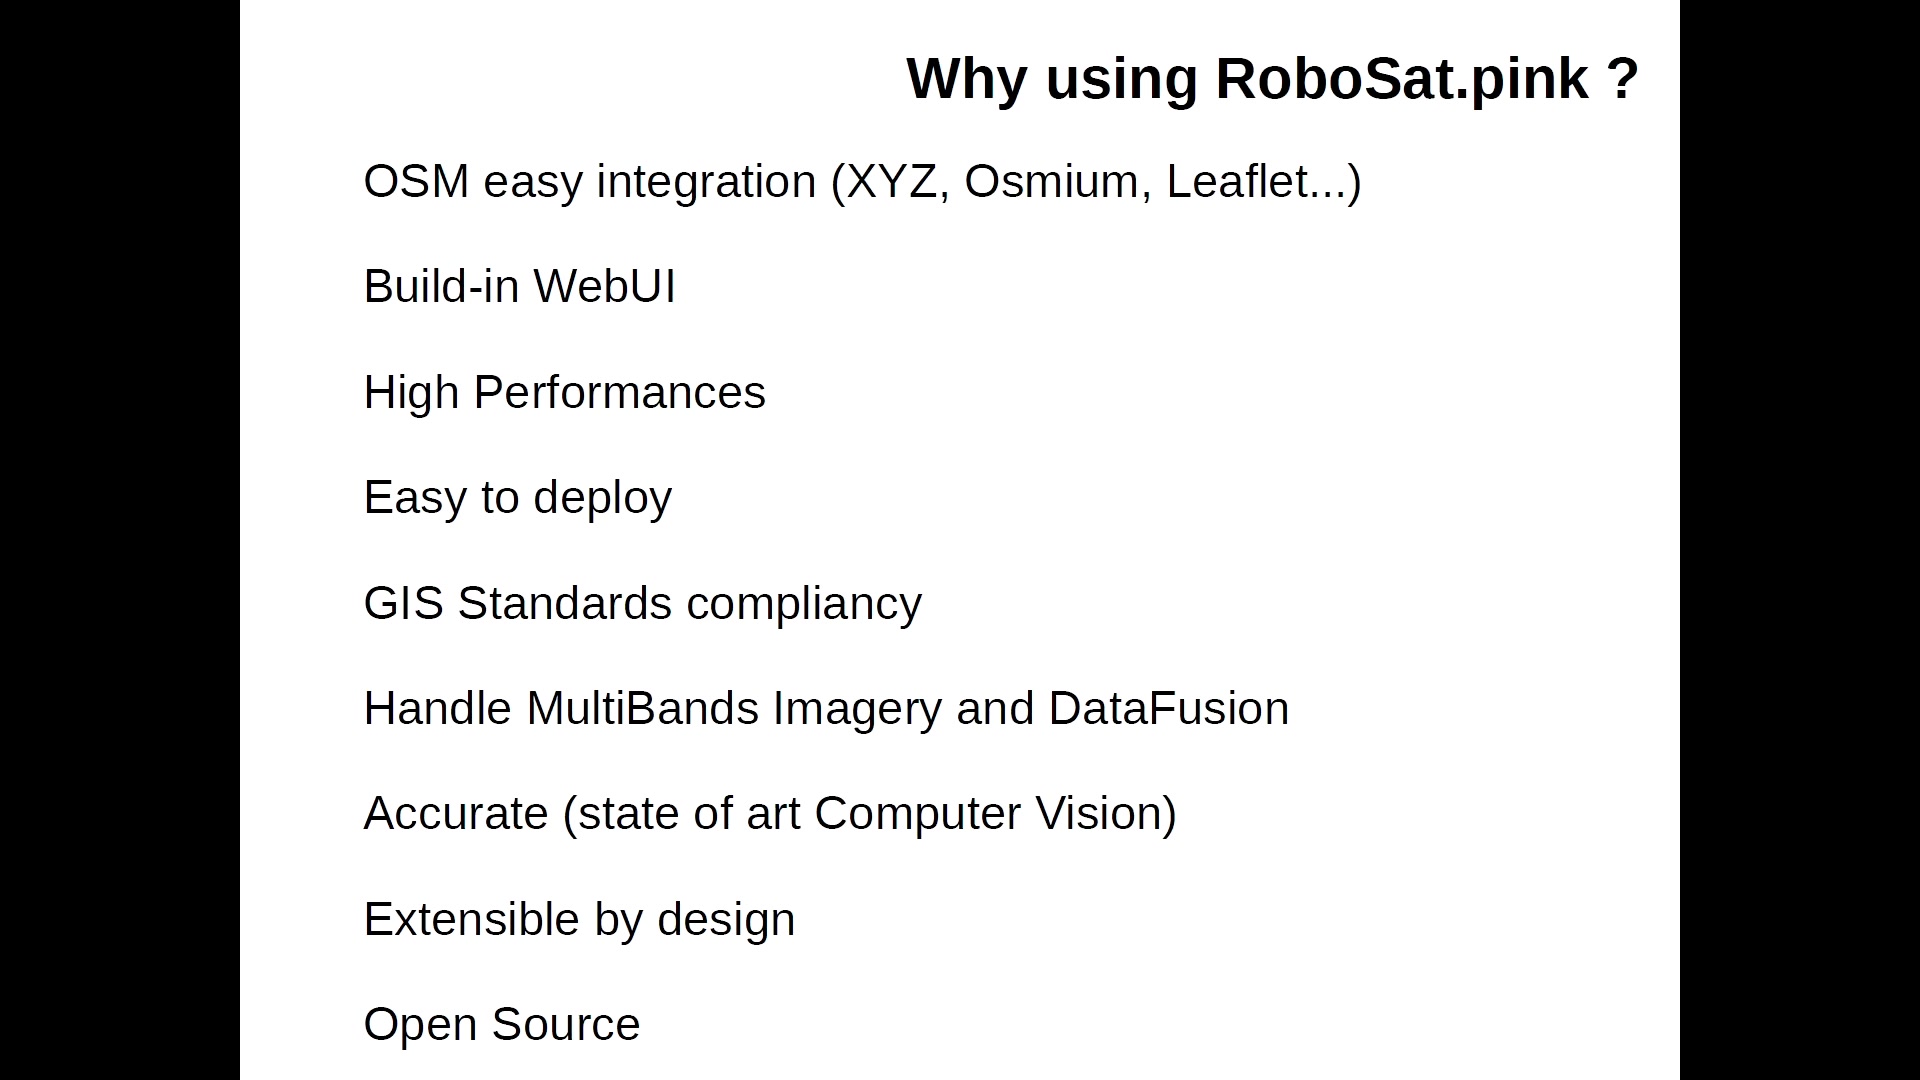 Why using RoboSat.pink ?
OSM easy integration (XYZ, Osmium, Leaflet...)
Build-in WebUI
High Performances
Easy to deploy
GIS Standards compliancy
Handle MultiBands Imagery and DataFusion
Accurate (state of art Computer Vision)
Extensible by design
Open Source